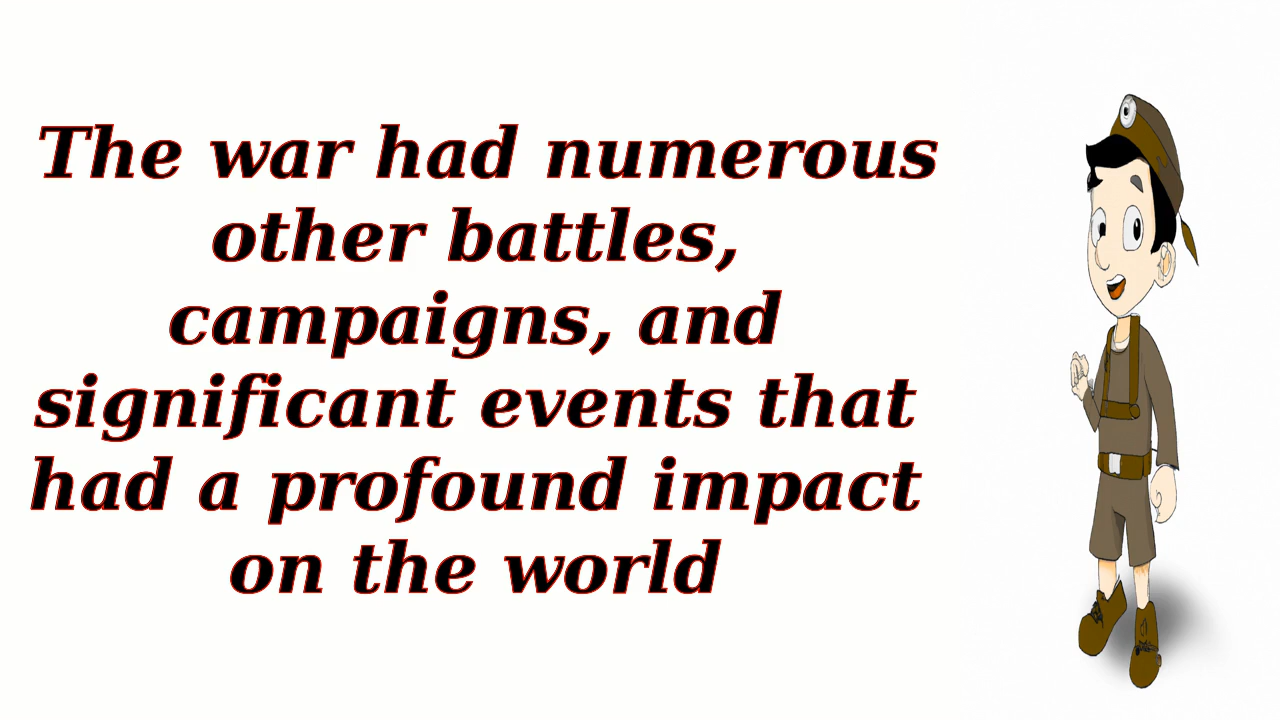 The war had numerous
other battles,
campaigns, and
significant events that
had a profound impact
on the world